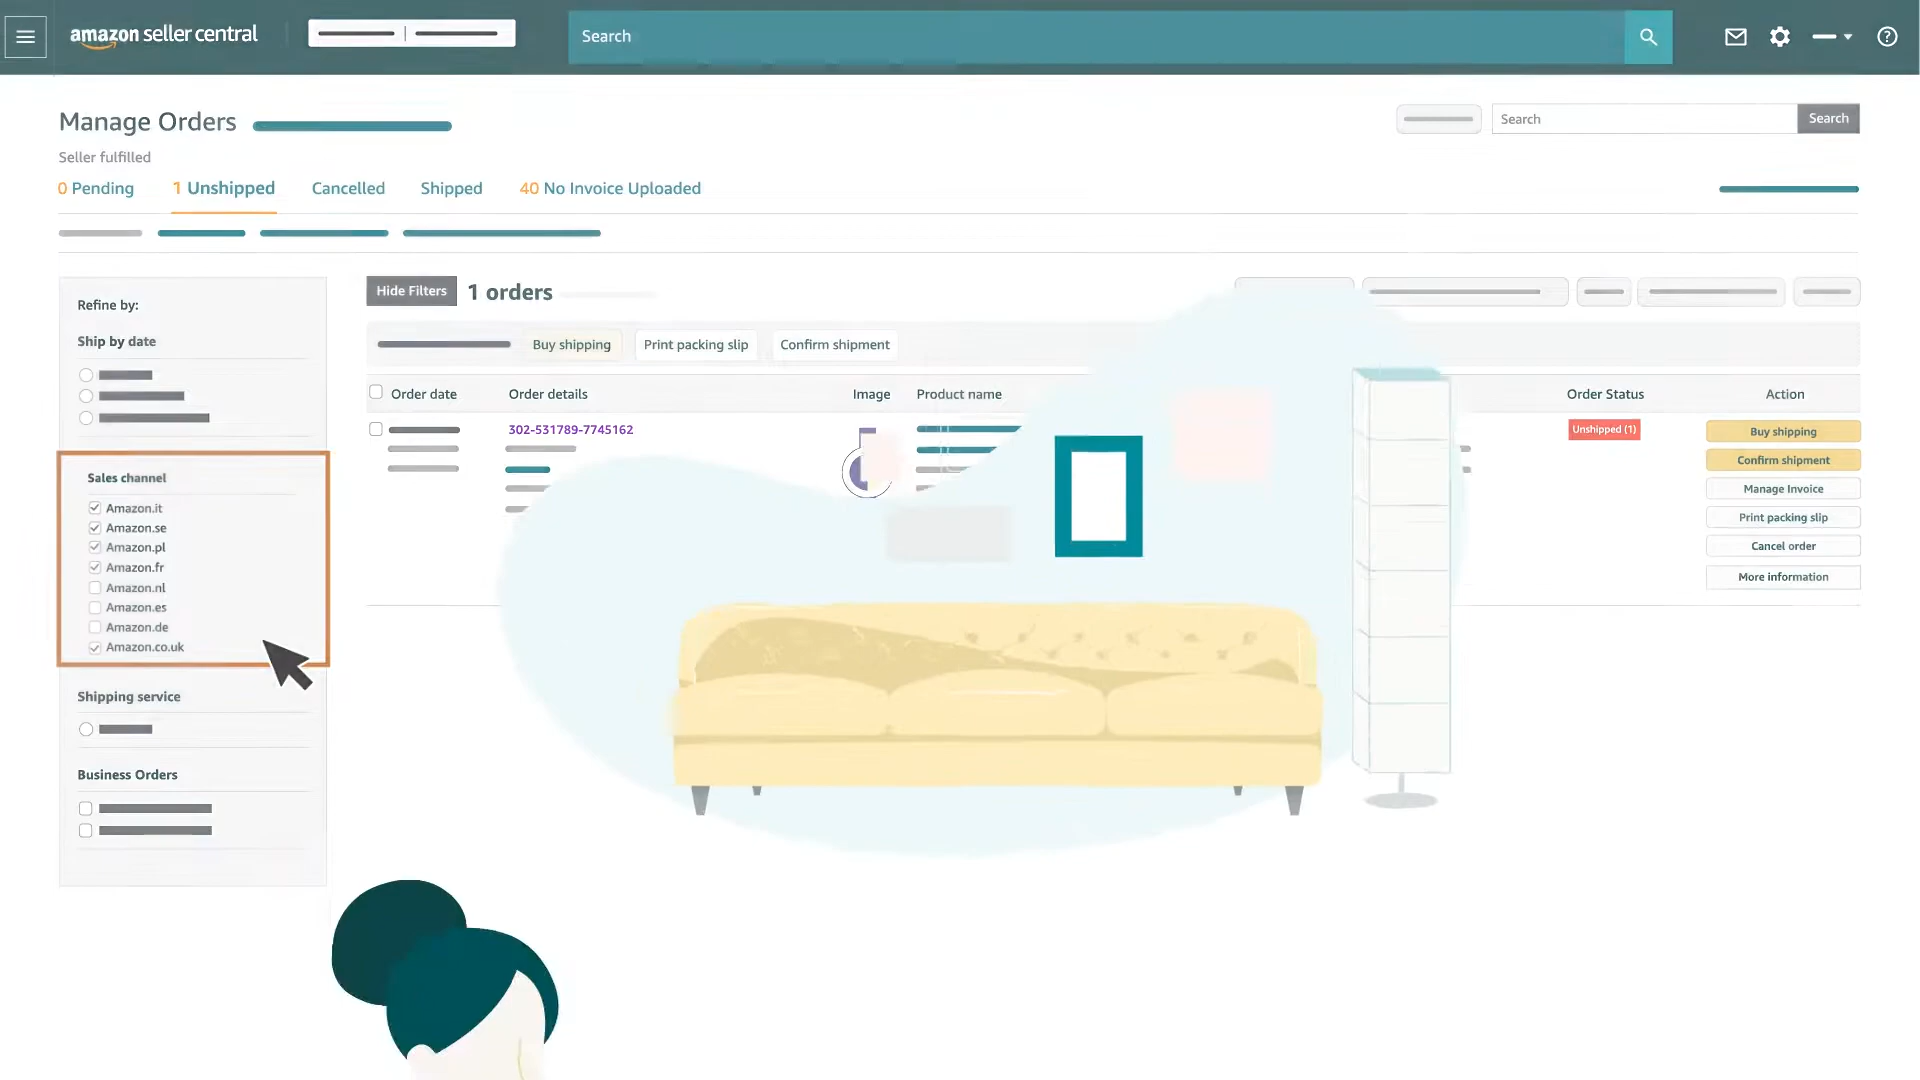 amazon seller central
Search
Manage Orders
Search
Search
Seller fulfilled
0 Pending
1 Unshipped
Cancelled
Shipped
40 No Invoice Uploaded
Refine by:
Ship by date
Sales channel
Amazon.it
Amazon.se
Amazon.pl
Amazon.fr
Amazon.nl
Amazon.es
Amazon.de
Amazon.co.uk
Shipping service
Business Orders
Hide Filters
1 orders
Buy shipping
Print packing slip
Confirm shipment
Order date
Order details
Image
Product name
Order Status
Action
302-531789-7745162
Unshipped (1)
Buy shipping
Confirm shipment
Manage Invoice
Print packing slip
Cancel order
More information